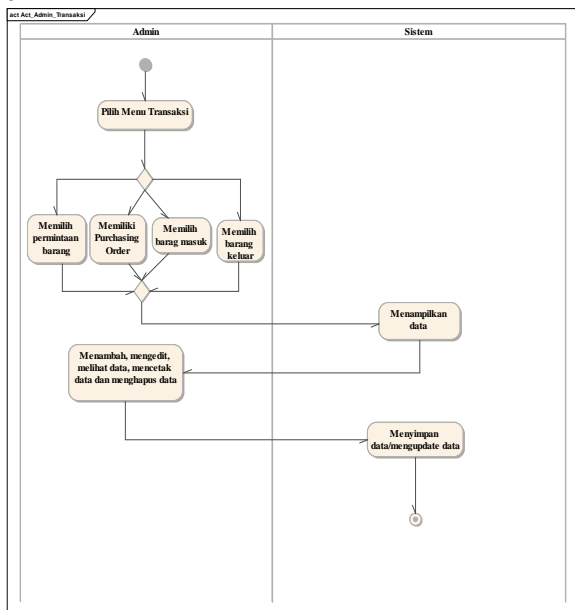 act Act_Admin_Transaksi
Admin
Sistem
Pilih Menu Transaksi
Memilih
permintaan
barang
Memiliki
Purchasing
Order
Memilih
barag masuk
Memilih
barang
keluar
Menampilkan
data
Menambah, mengedit,
melihat data, mencetak
data dan menghapus data
Menyimpan
data/mengupdate data